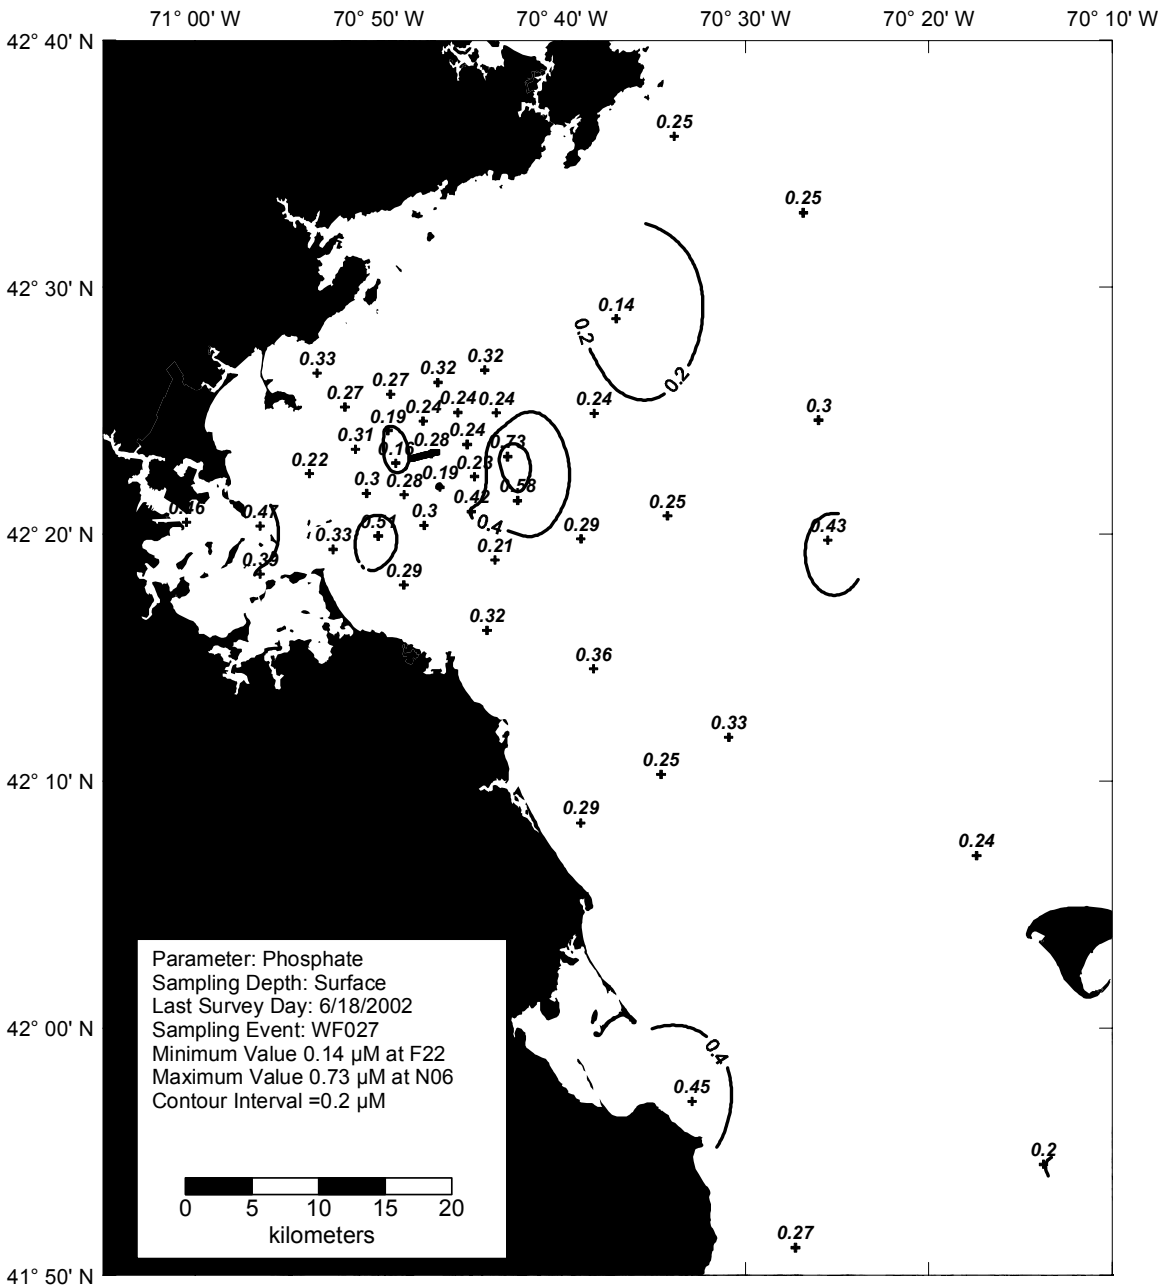 71° 00' W 70° 50' W 70° 40' W 70° 30' W 70° 20' W 70° 10' W
42° 40' N
0.25
0.25
42° 30' N
0.14
0.2
0.2
0.33 0.32 0.32
0.27 0.27 0.24 0.24 0.24 0.3
0.19 0.24
0.31 0.28 0.24 0.73
0.22 0.16 0.23
0.3 0.28 0.19 0.58
0.46 0.47 0.42 0.25
42° 20' N
0.33 0.51 0.3 0.4 0.29 0.43
0.39 0.29 0.21
0.32
0.36
0.33
0.25
42° 10' N
0.29
0.24
Parameter: Phosphate
Sampling Depth: Surface
Last Survey Day: 6/18/2002
Sampling Event: WF027
Minimum Value 0.14 µM at F22
Maximum Value 0.73 µM at N06
Contour Interval =0.2 µM
42° 00' N
0.4
0.45
0.2
0 5 10 15 20
kilometers
0.27
41° 50' N